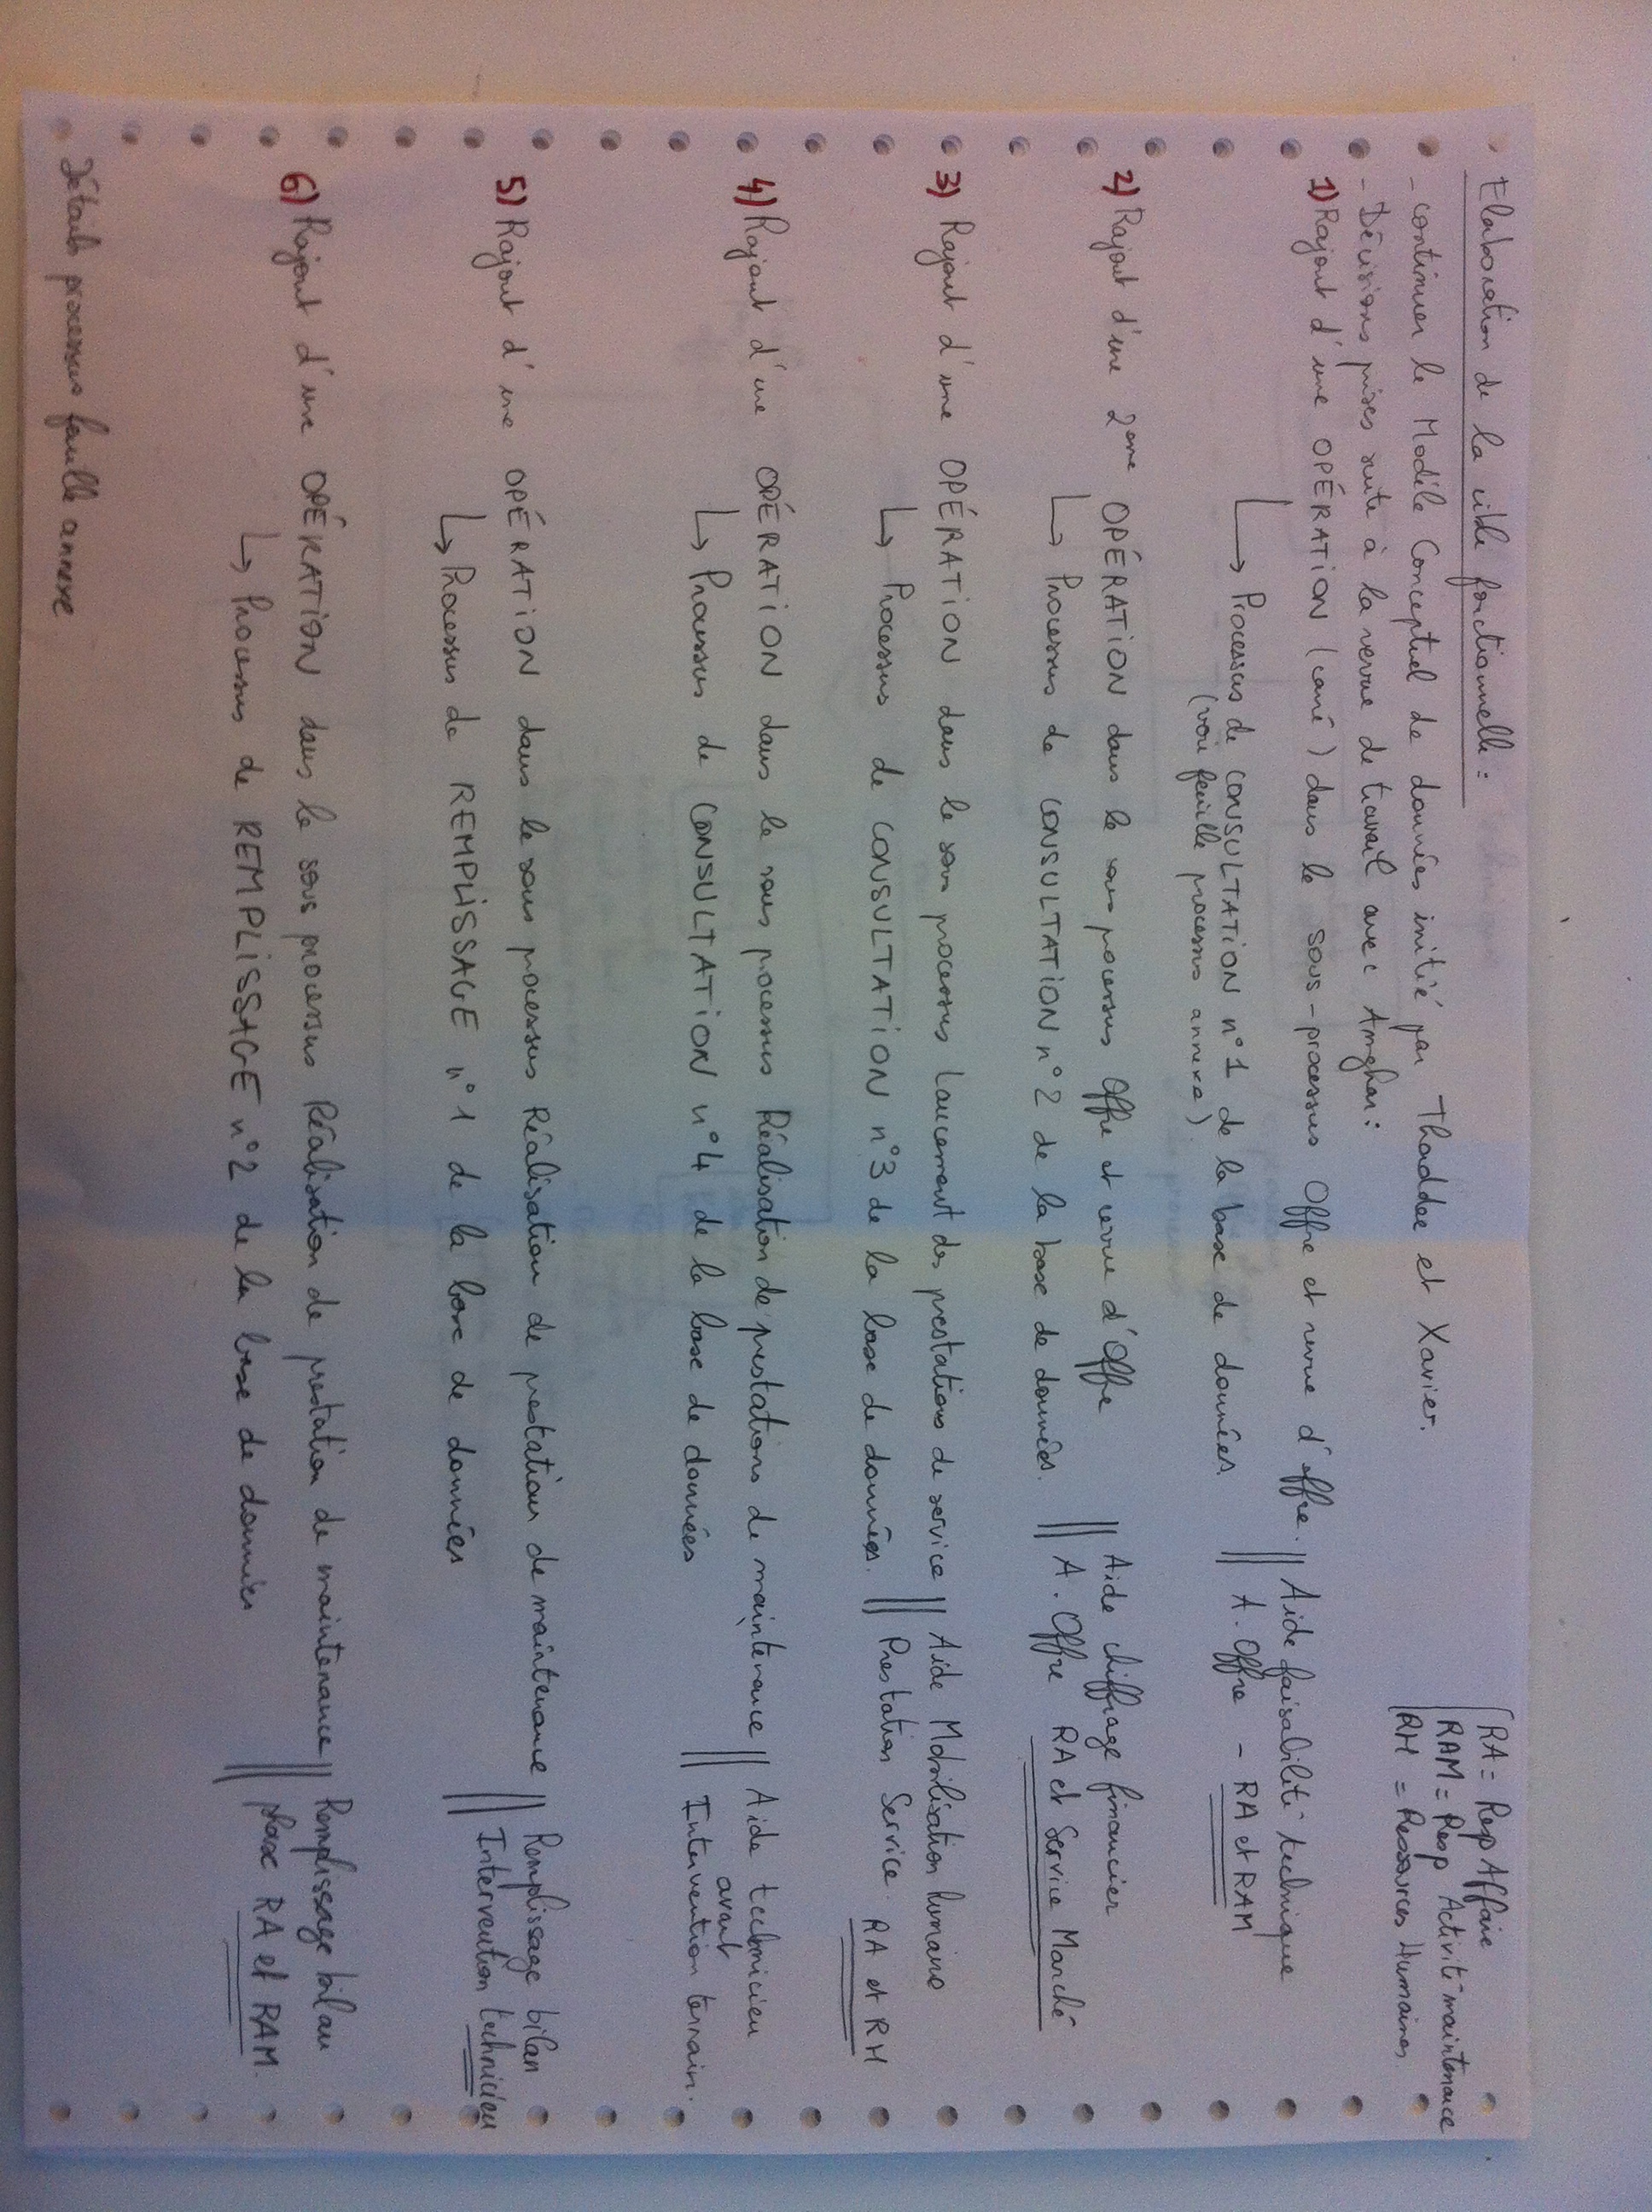 Elaboration de la cible fonctionnelle :
RA = Resp Affaire
RAM = Resp Activité maintenance
RH = Ressources Humaines
- continuer le Modèle Conceptuel de données initié par Thaddée et Xavier.
- Décisions prises suite à la revue de travail avec Amghar :
1) Rajout d'une OPÉRATION (carré) dans le sous-processus Offre et revue d'offre. || Aide faisabilité technique
↳ Processus de CONSULTATION n°1 de la base de données. || A. Offre - RA et RAM
(voir feuille processus annexe).
2) Rajout d'une 2ème OPÉRATION dans le sous processus Offre et revue d'Offre || Aide chiffrage financier
↳ Processus de CONSULTATION n°2 de la base de données. || A. Offre RA et Service Marché
3) Rajout d'une OPÉRATION dans le sous processus Lancement des prestations de service || Aide Mobilisation humaine
↳ Processus de CONSULTATION n°3 de la base de données. || Prestation Service. RA et RH
4) Rajout d'une OPÉRATION dans le sous processus Réalisation de prestations de maintenance || Aide technicien
↳ Processus de CONSULTATION n°4 de la base de données || Intervention terrain.
avant
5) Rajout d'une OPÉRATION dans le sous processus Réalisation de prestation de maintenance || Remplissage bilan
↳ Processus de REMPLISSAGE n°1 de la base de données || Intervention technicien
6) Rajout d'une OPÉRATION dans le sous processus Réalisation de prestation de maintenance || Remplissage bilan
↳ Processus de REMPLISSAGE n°2 de la base de données || phase RA et RAM.
Détails processus feuille annexe